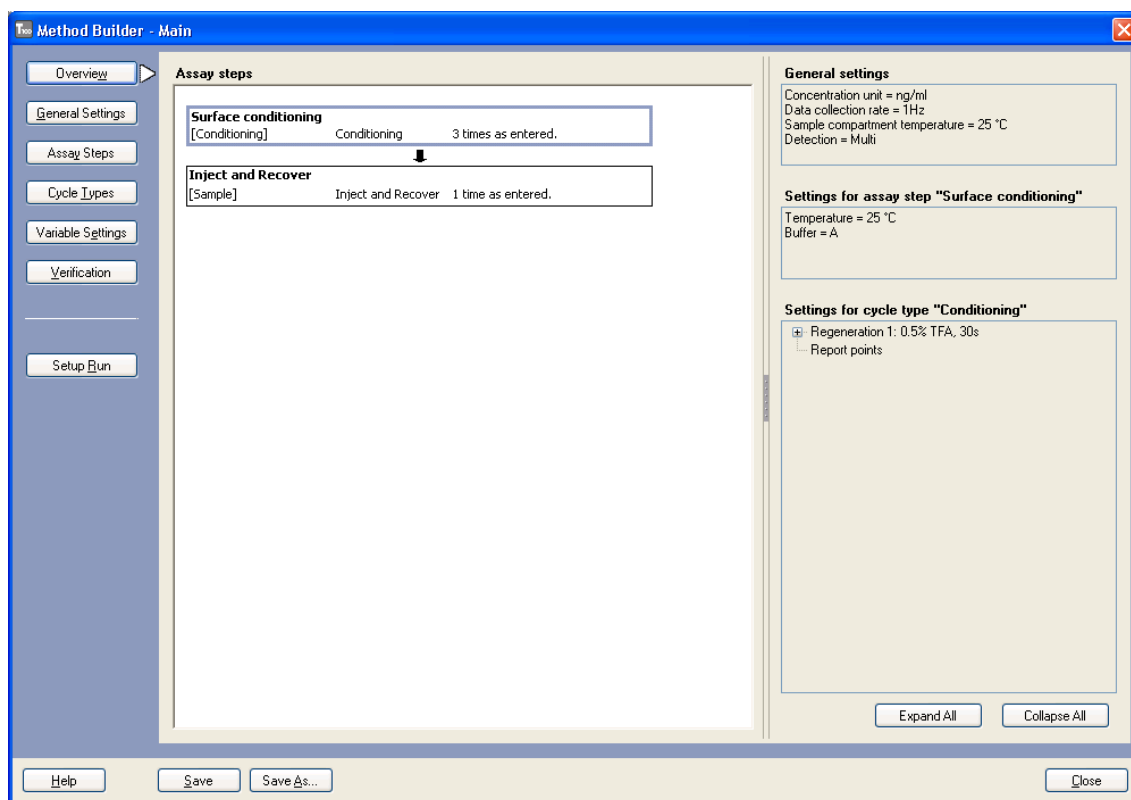 T100 Method Builder - Main
Overview
General Settings
Assay Steps
Cycle Types
Variable Settings
Verification
Setup Run
Assay steps
Surface conditioning
[Conditioning] Conditioning 3 times as entered.
Inject and Recover
[Sample] Inject and Recover 1 time as entered.
General settings
Concentration unit = ng/ml
Data collection rate = 1Hz
Sample compartment temperature = 25 °C
Detection = Multi
Settings for assay step "Surface conditioning"
Temperature = 25 °C
Buffer = A
Settings for cycle type "Conditioning"
Regeneration 1: 0.5% TFA, 30s
Report points
Expand All Collapse All
Help Save Save As... Close